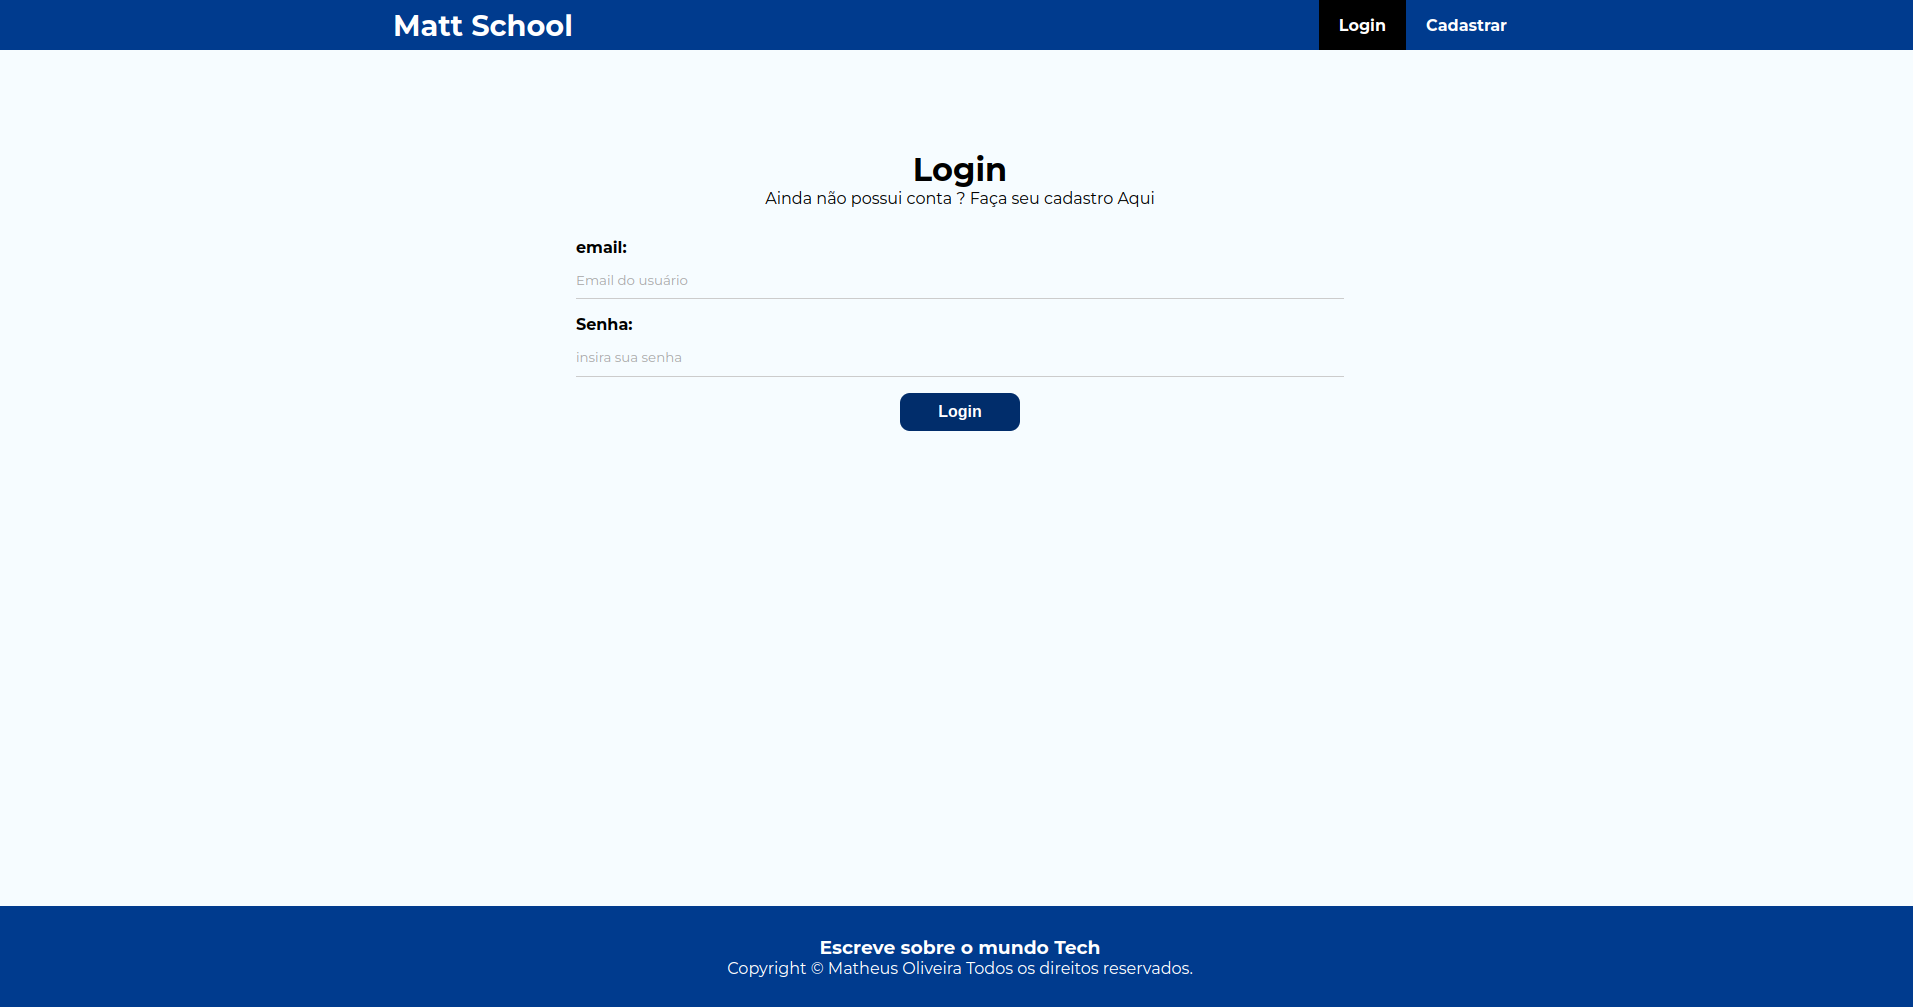 Matt School
Login
Cadastrar
Login
Ainda não possui conta ? Faça seu cadastro Aqui
email:
Email do usuário
Senha:
insira sua senha
Login
Escreve sobre o mundo Tech
Copyright © Matheus Oliveira Todos os direitos reservados.